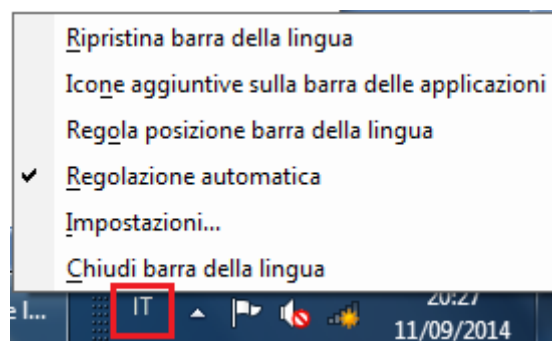 Ripristina barra della lingua
Icone aggiuntive sulla barra delle applicazioni
Regola posizione barra della lingua
Regolazione automatica
Impostazioni...
Chiudi barra della lingua
e l... IT 20:27
11/09/2014